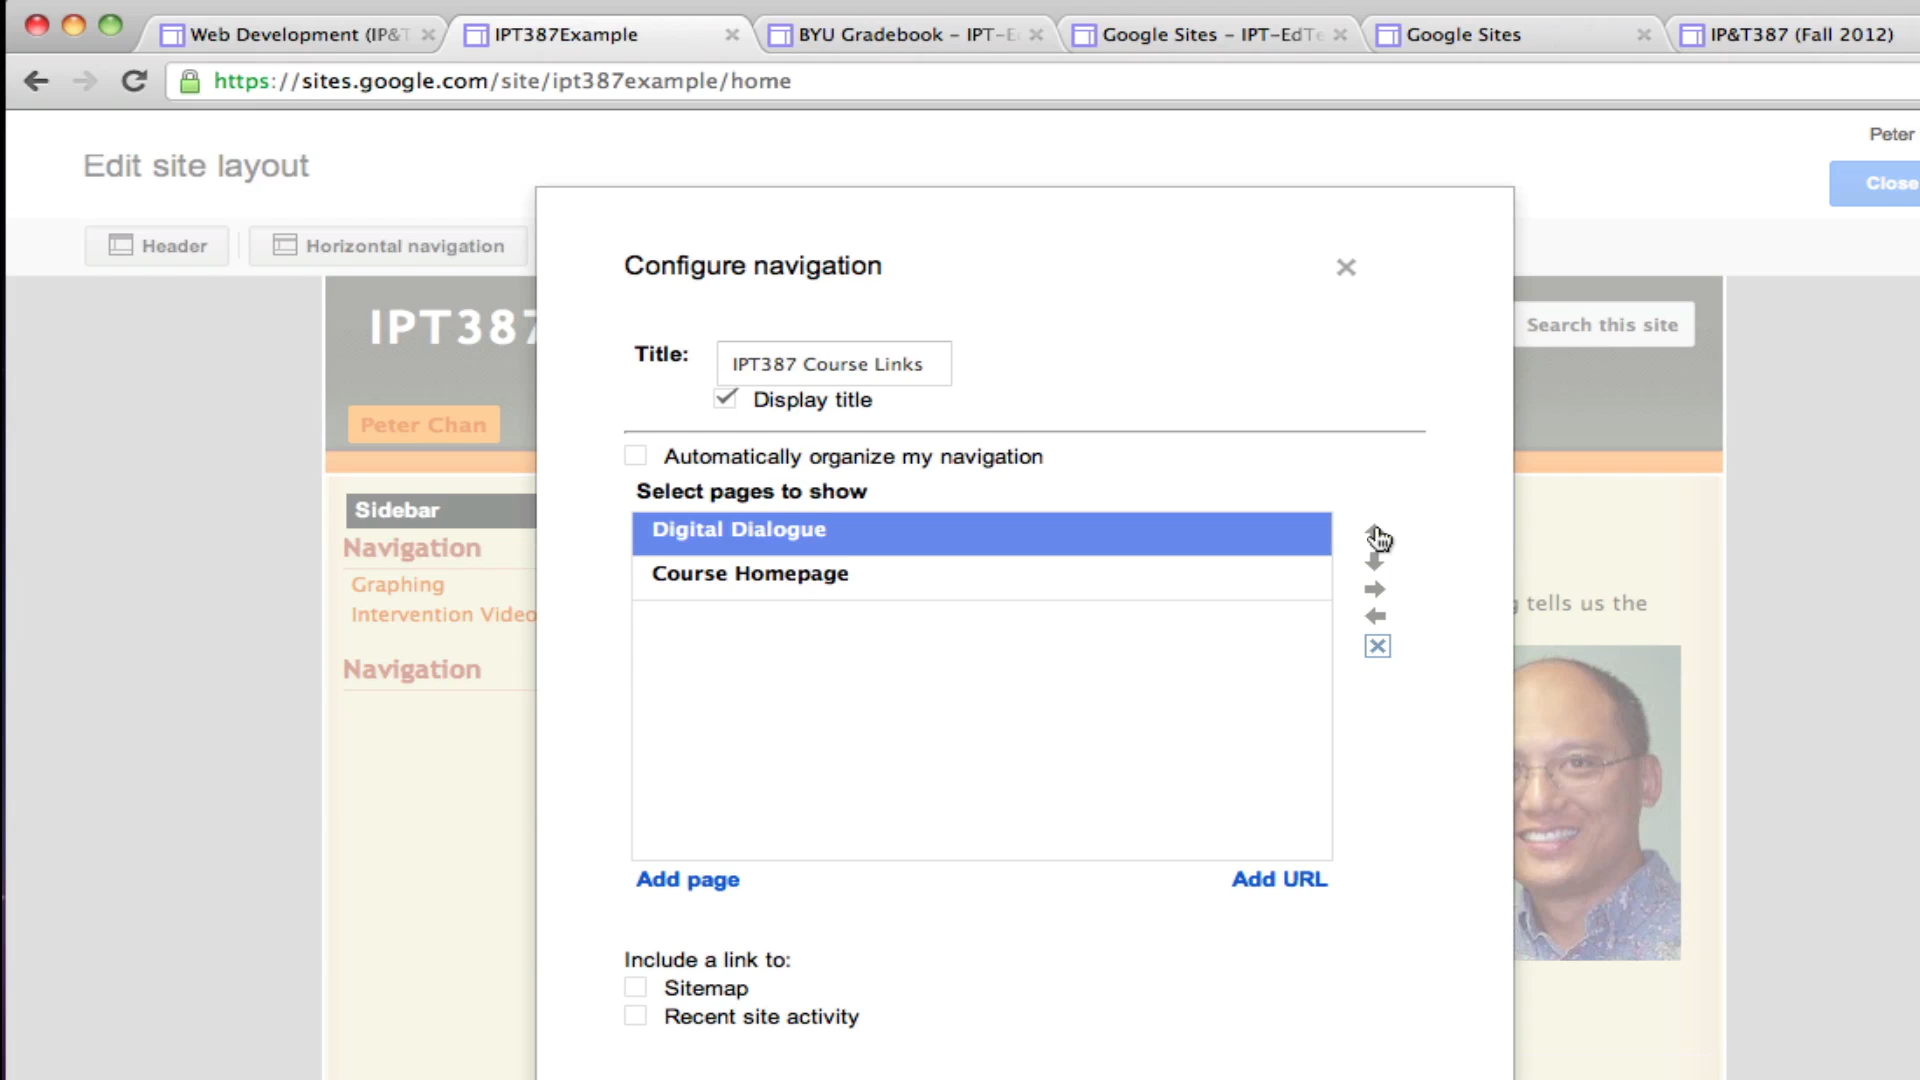 Web Development (IP&T
IPT387Example
BYU Gradebook – IPT-E
Google Sites – IPT-EdTe
Google Sites
IP&T387 (Fall 2012)
https://sites.google.com/site/ipt387example/home
Peter
Edit site layout
Close
Header
Horizontal navigation
Configure navigation
IPT387
Search this site
Title:
IPT387 Course Links
Display title
Peter Chan
Automatically organize my navigation
Select pages to show
Sidebar
Digital Dialogue
Navigation
Course Homepage
Graphing
tells us the
Intervention Video
Navigation
Add page
Add URL
Include a link to:
Sitemap
Recent site activity